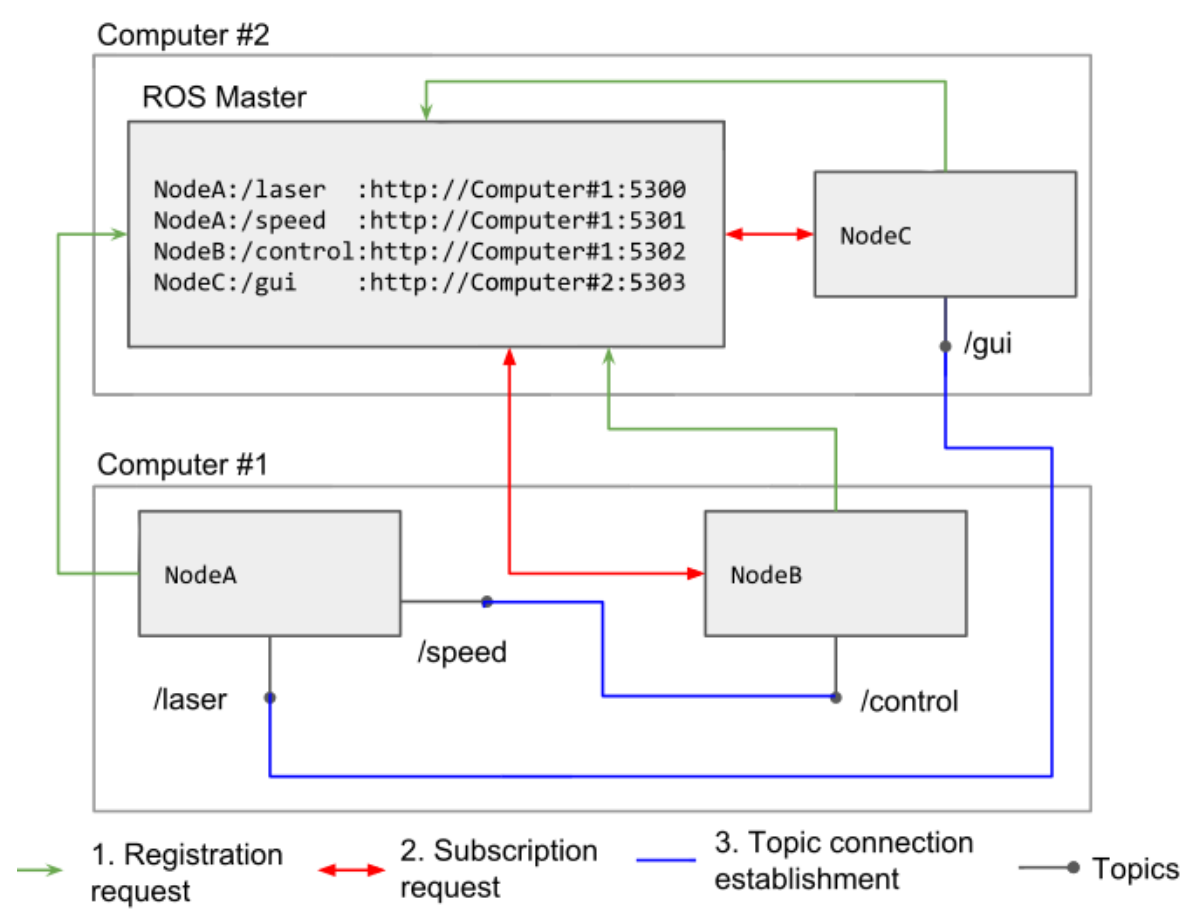 Computer #2
ROS Master
NodeA:/laser  :http://Computer#1:5300
NodeA:/speed  :http://Computer#1:5301
NodeB:/control:http://Computer#1:5302
NodeC:/gui    :http://Computer#2:5303
NodeC
/gui
Computer #1
NodeA
NodeB
/speed
/laser
/control
1. Registration
request
2. Subscription
request
3. Topic connection
establishment
Topics